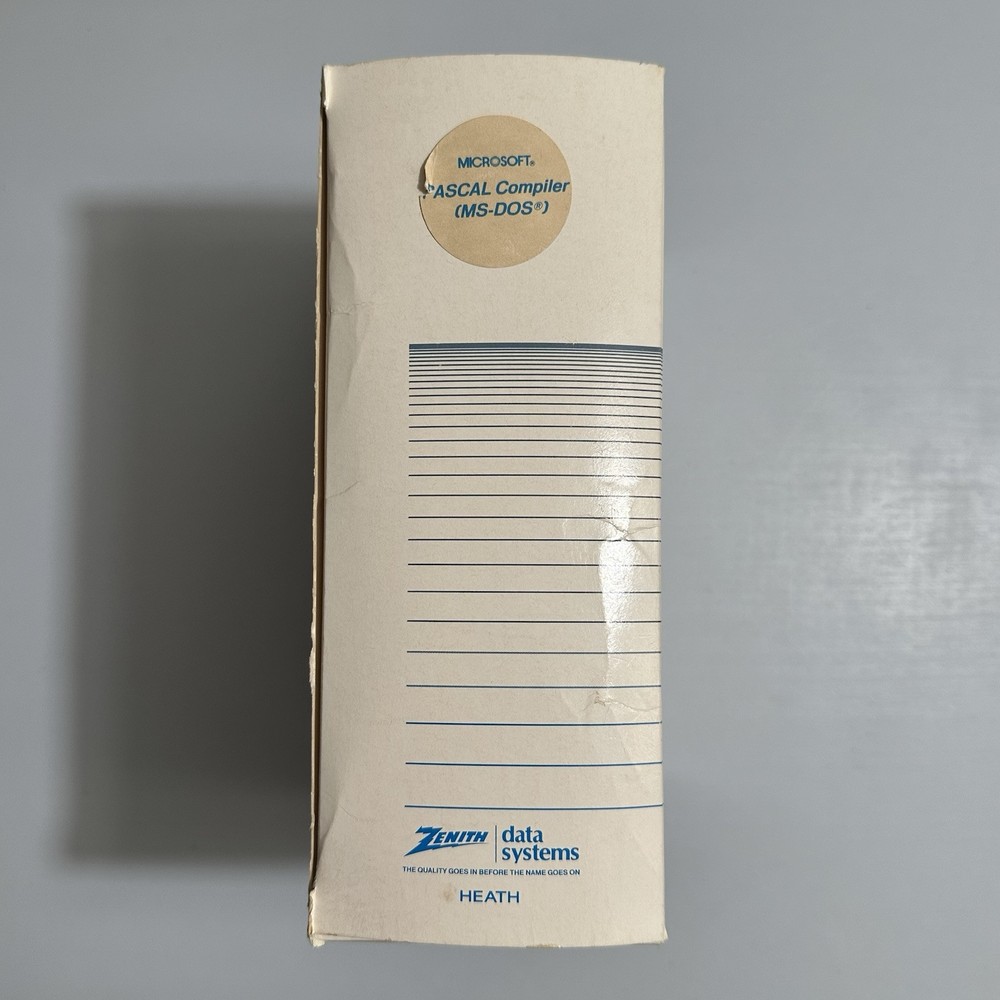 MICROSOFT®
PASCAL Compiler
(MS-DOS®)
ZENITH | data
systems
THE QUALITY GOES IN BEFORE THE NAME GOES ON
HEATH